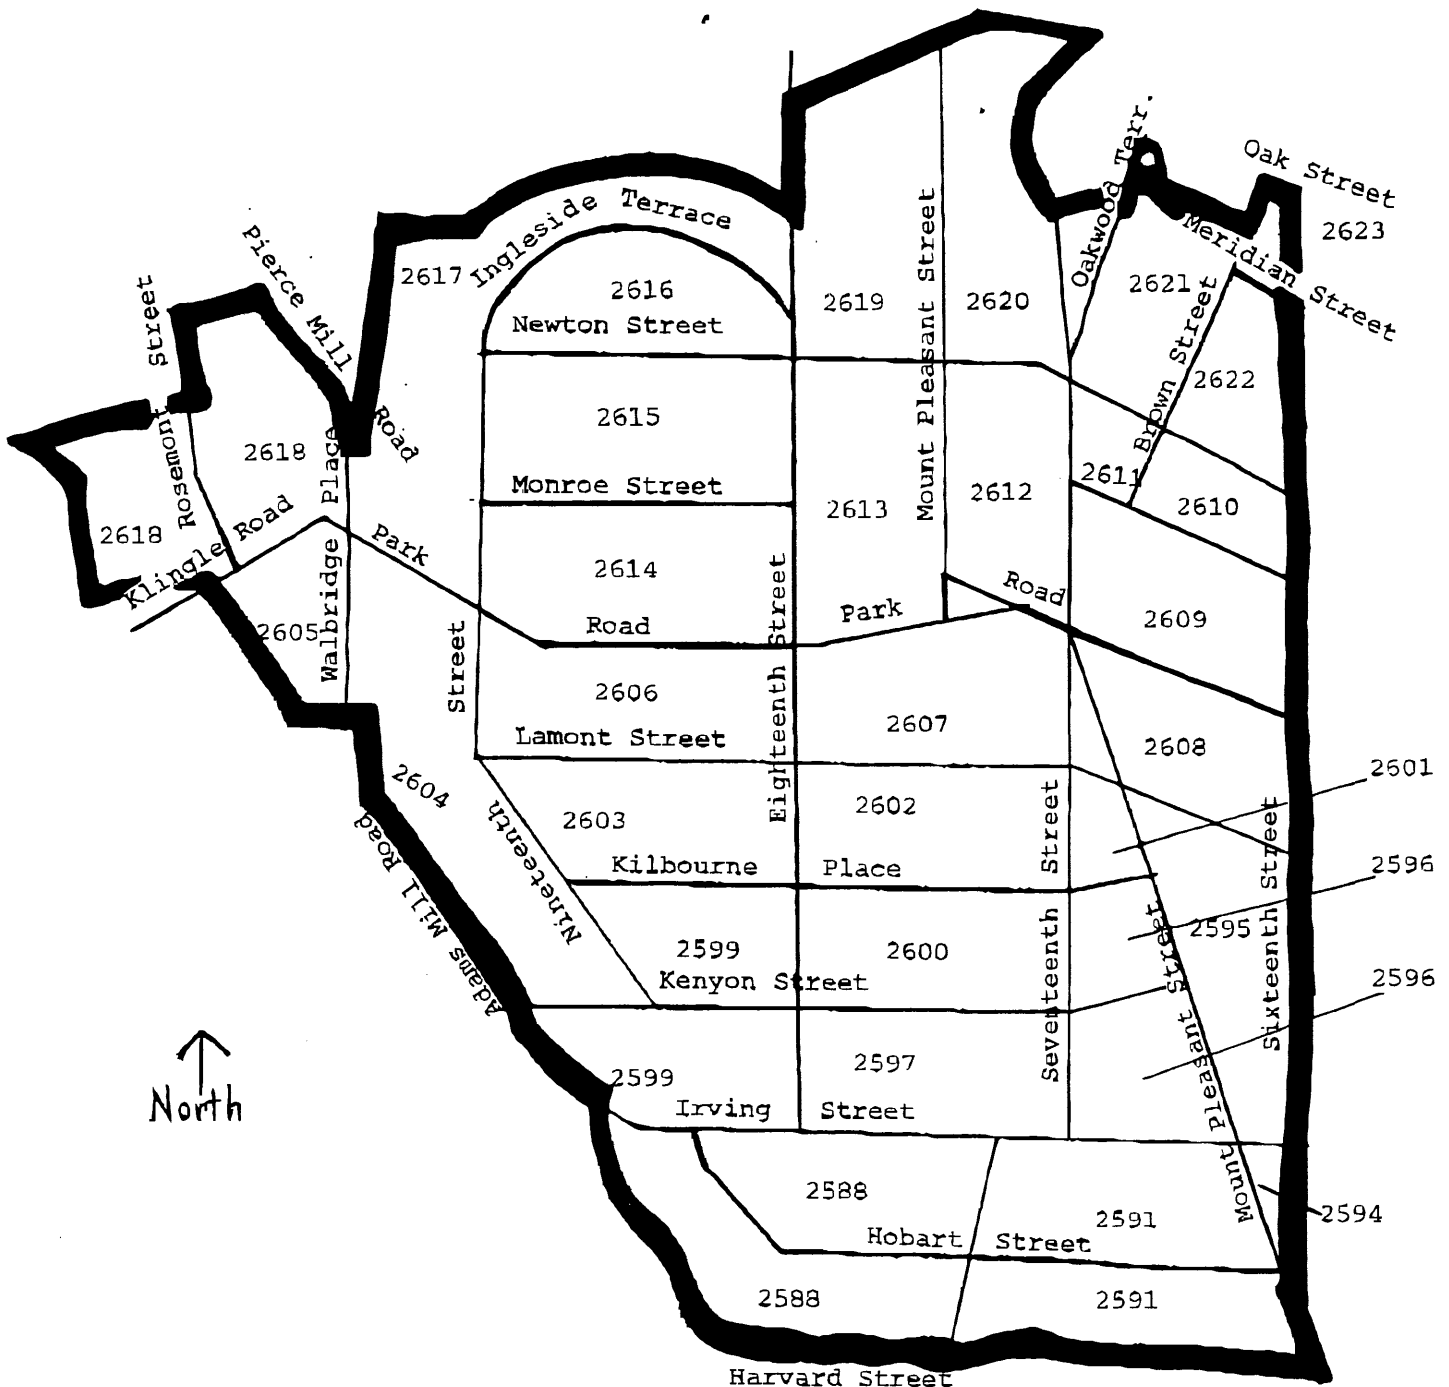 Oakwood Terr.
Oak Street
2623
Meridian Street
Pierce Mill Road
Ingleside Terrace
2617
2616
2619
2620
2621
Newton Street
Mount Pleasant Street
Brown Street
2622
Rosemont Street
2618
2615
2611
2610
2612
2613
Monroe Street
2618
Klingle Road
Walbridge Place
Park Road
2614
Park Road
2609
2605
Street
2606
Eighteenth Street
2607
2608
Lamont Street
2601
2604
2603
2602
Nineteenth
Kilbourne Place
Seventeenth Street
Sixteenth Street
2596
Adams Mill Road
2599
2600
2595
Kenyon Street
2596
Mount Pleasant Street
2599
2597
Irving Street
North
2588
2591
2594
Hobart Street
2588
2591
Harvard Street